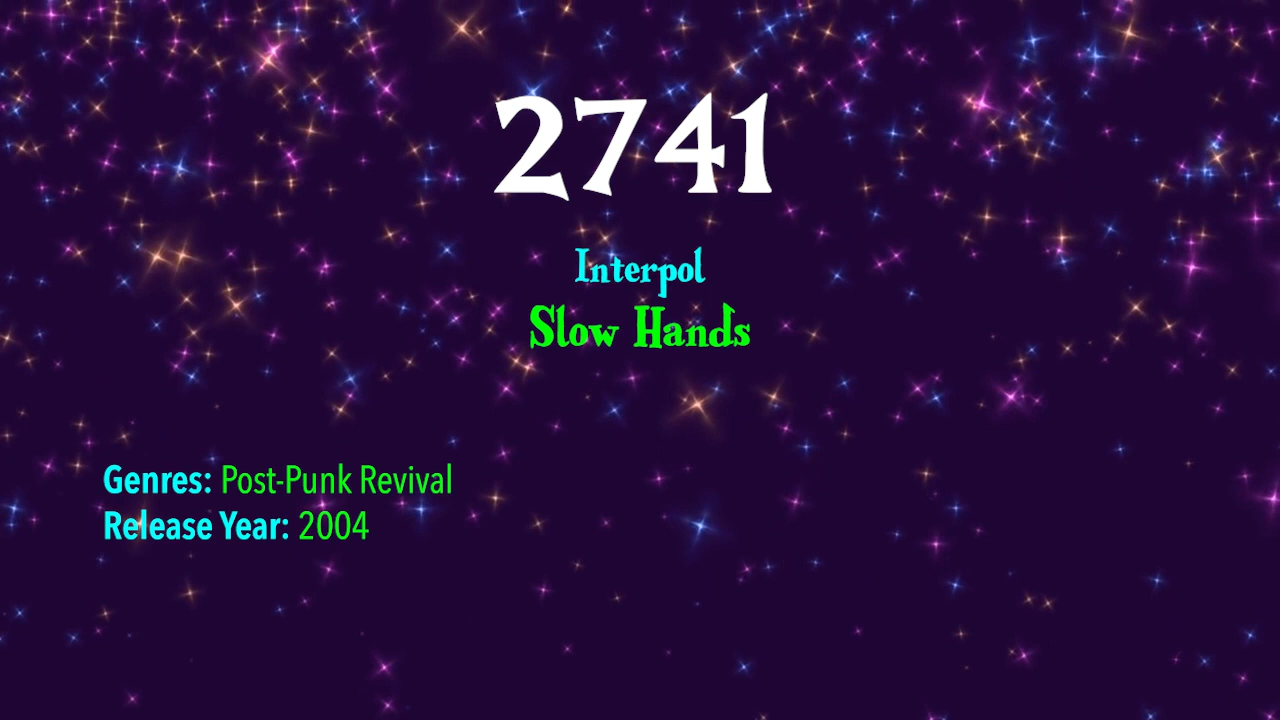 2741
Interpol
Slow Hands
Genres: Post-Punk Revival
Release Year: 2004